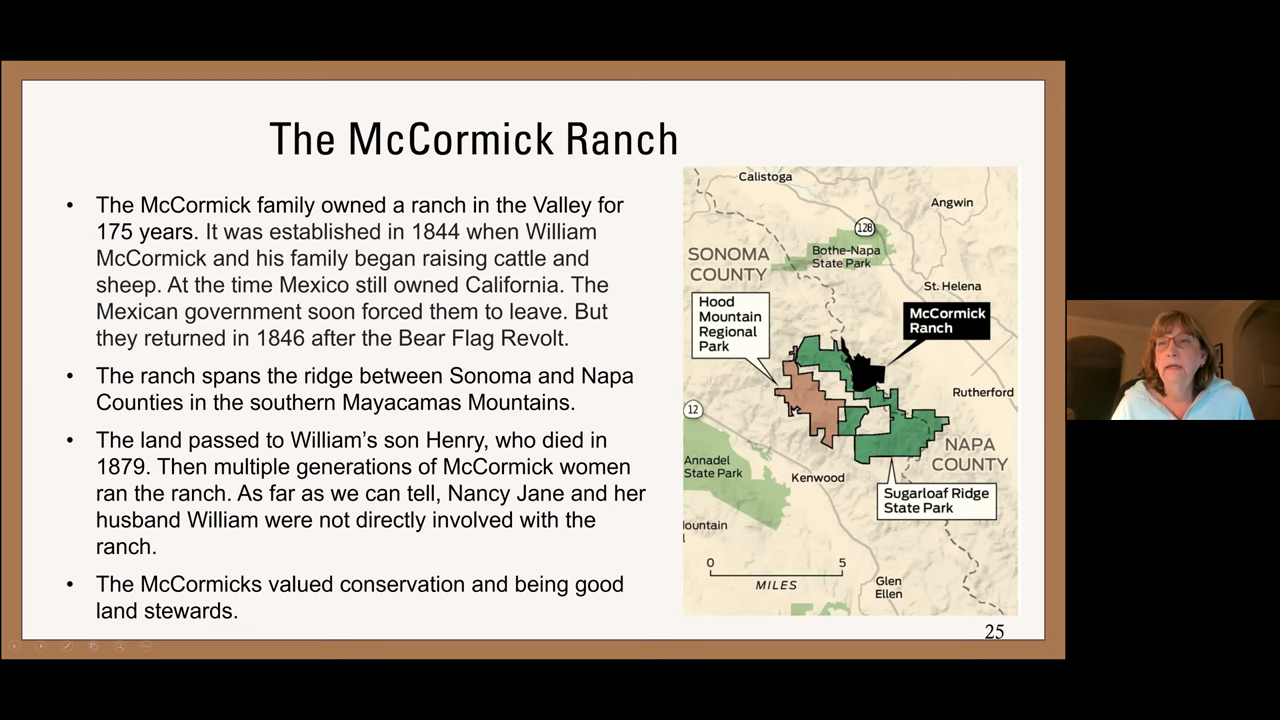 The McCormick Ranch
• The McCormick family owned a ranch in the Valley for
175 years. It was established in 1844 when William
McCormick and his family began raising cattle and
sheep. At the time Mexico still owned California. The
Mexican government soon forced them to leave. But
they returned in 1846 after the Bear Flag Revolt.
• The ranch spans the ridge between Sonoma and Napa
Counties in the southern Mayacamas Mountains.
• The land passed to William’s son Henry, who died in
1879. Then multiple generations of McCormick women
ran the ranch. As far as we can tell, Nancy Jane and her
husband William were not directly involved with the
ranch.
• The McCormicks valued conservation and being good
land stewards.
Calistoga
Angwin
128
SONOMA
COUNTY
Bothe-Napa
State Park
St. Helena
Hood
Mountain
Regional
Park
McCormick
Ranch
Rutherford
12
NAPA
COUNTY
Annadel
State Park
Kenwood
Sugarloaf Ridge
State Park
ountain
0 5
MILES
Glen
Ellen
25